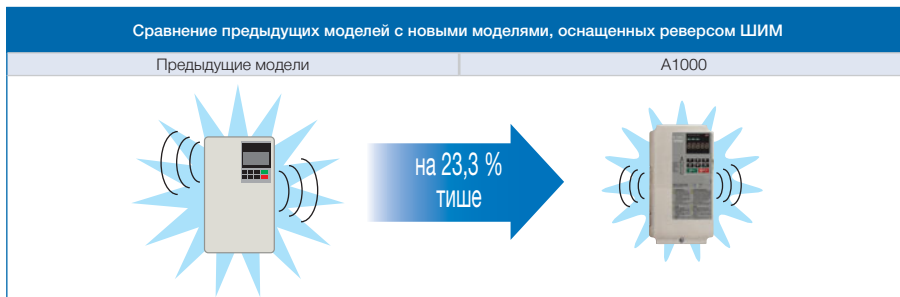 Сравнение предыдущих моделей с новыми моделями, оснащенных реверсом ШИМ
Предыдущие модели
A1000
на 23,3 %
тише